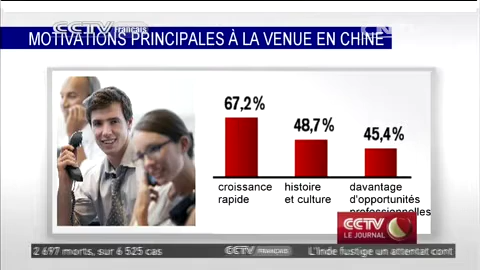 CCTV Français
MOTIVATIONS PRINCIPALES À LA VENUE EN CHINE
67,2%
48,7%
45,4%
croissance
rapide
histoire
et culture
davantage
d'opportunités
professionnelles
CCTV
LE JOURNAL
2 697 morts, sur 6 525 cas
CCTV FRANÇAIS
L'Inde fustige un attentat cont